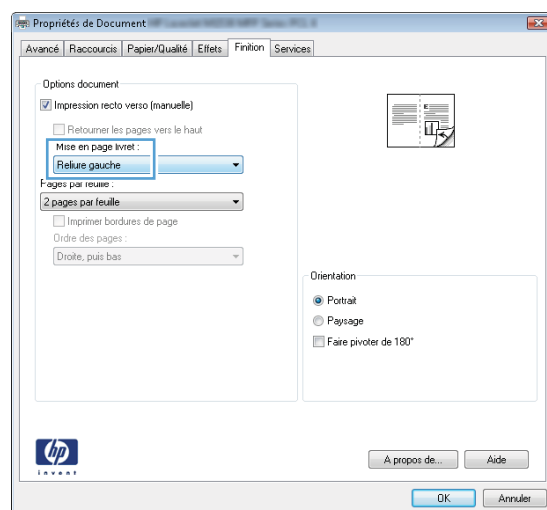 Propriétés de Document
Avancé Raccourcis Papier/Qualité Effets Finition Services
Options document
Impression recto verso (manuelle)
Retourner les pages vers le haut
Mise en page livret :
Reliure gauche
Pages par feuille :
2 pages par feuille
Imprimer bordures de page
Ordre des pages :
Droite, puis bas
Orientation
Portrait
Paysage
Faire pivoter de 180°
hp
invent
A propos de... Aide
OK Annuler